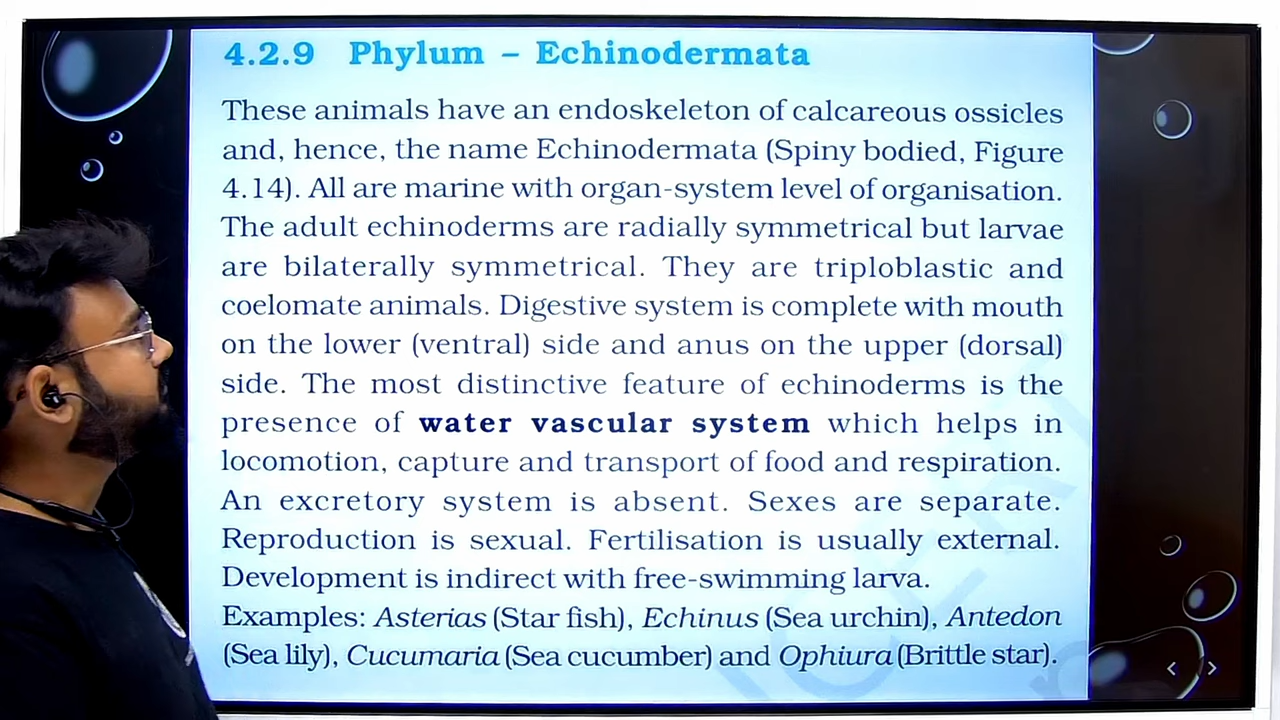 4.2.9 Phylum – Echinodermata
These animals have an endoskeleton of calcareous ossicles
and, hence, the name Echinodermata (Spiny bodied, Figure
4.14). All are marine with organ-system level of organisation.
The adult echinoderms are radially symmetrical but larvae
are bilaterally symmetrical. They are triploblastic and
coelomate animals. Digestive system is complete with mouth
on the lower (ventral) side and anus on the upper (dorsal)
side. The most distinctive feature of echinoderms is the
presence of water vascular system which helps in
locomotion, capture and transport of food and respiration.
An excretory system is absent. Sexes are separate.
Reproduction is sexual. Fertilisation is usually external.
Development is indirect with free-swimming larva.
Examples: Asterias (Star fish), Echinus (Sea urchin), Antedon
(Sea lily), Cucumaria (Sea cucumber) and Ophiura (Brittle star).